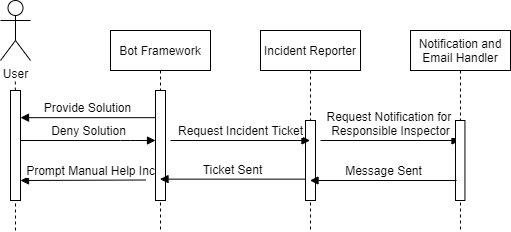 Bot Framework
Incident Reporter
Notification and
Email Handler
User
Provide Solution
Deny Solution
Request Incident Ticket
Request Notification for
Responsible Inspector
Prompt Manual Help Inc
Ticket Sent
Message Sent